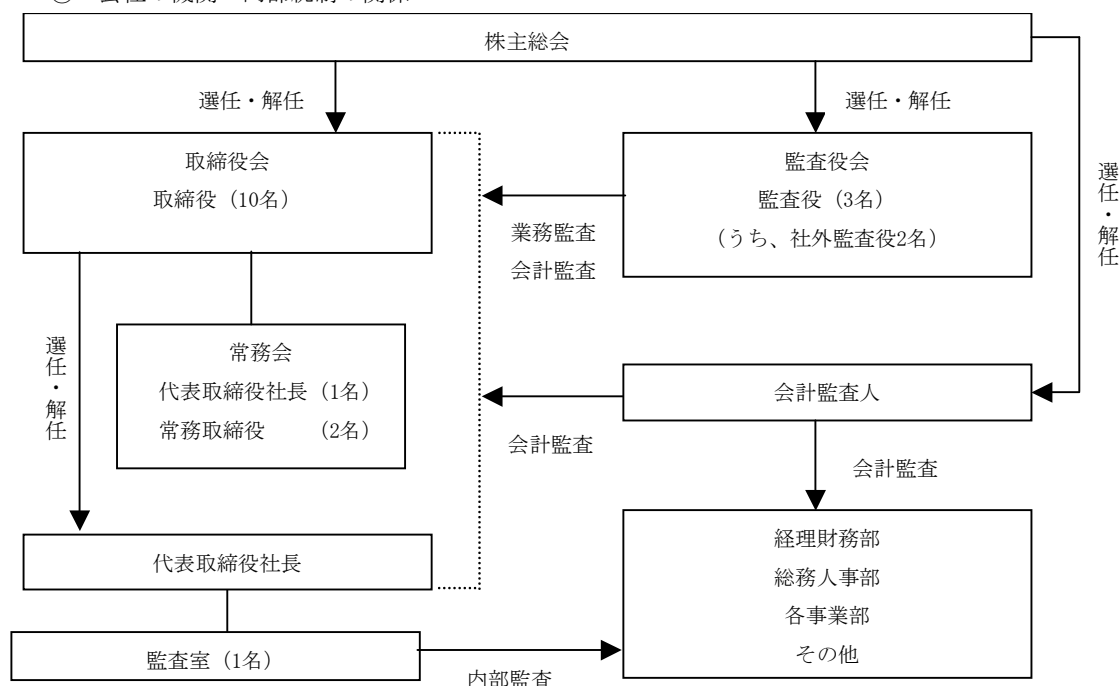 株主総会
選任・解任
選任・解任
取締役会
取締役（10名）
監査役会
監査役（3名）
（うち、社外監査役2名）
選任・解任
業務監査
会計監査
選任・解任
常務会
代表取締役社長（1名）
常務取締役　　（2名）
会計監査人
会計監査
会計監査
代表取締役社長
経理財務部
総務人事部
各事業部
その他
監査室（1名）
内部監査